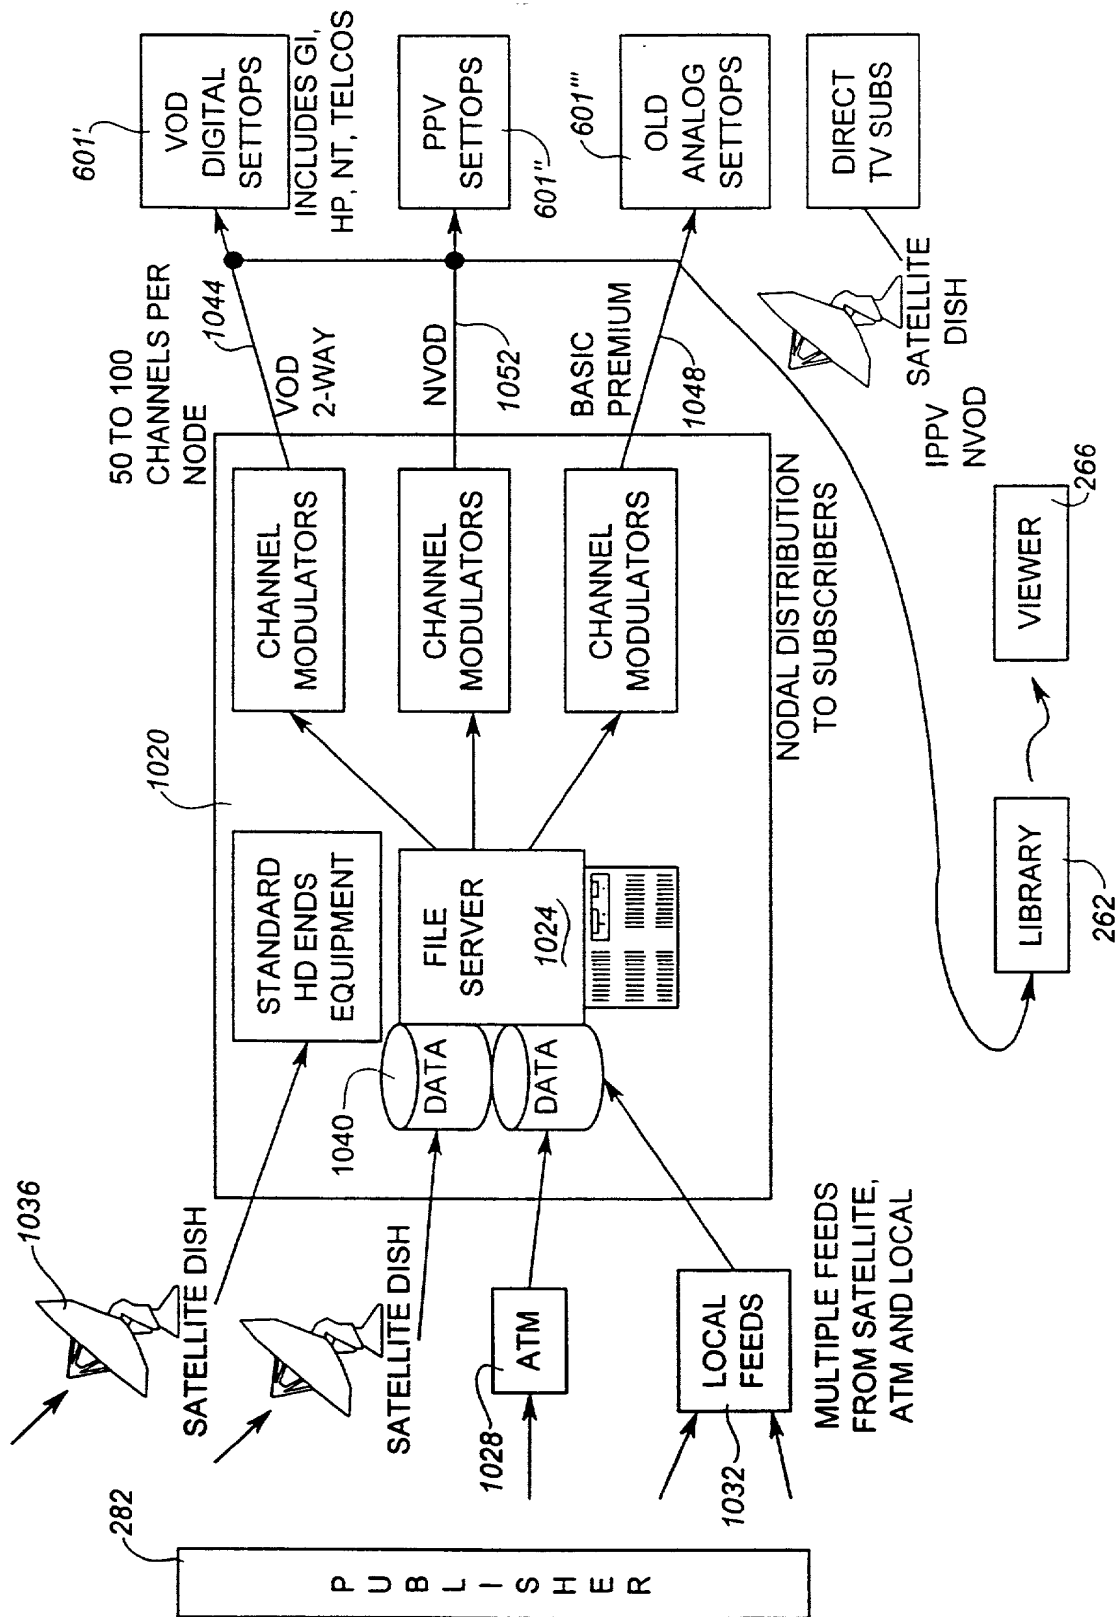 282
P U B L I S H E R
1036
SATELLITE DISH
SATELLITE DISH
1028
ATM
1032
LOCAL
FEEDS
MULTIPLE FEEDS
FROM SATELLITE,
ATM AND LOCAL
1020
STANDARD
HD ENDS
EQUIPMENT
1040
DATA
DATA
FILE
SERVER
1024
CHANNEL
MODULATORS
CHANNEL
MODULATORS
CHANNEL
MODULATORS
NODAL DISTRIBUTION
TO SUBSCRIBERS
50 TO 100
CHANNELS PER
NODE
1044
VOD
2-WAY
NVOD
1052
BASIC
PREMIUM
1048
601'
VOD
DIGITAL
SETTOPS
INCLUDES GI,
HP, NT, TELCOS
PPV
SETTOPS
601"
601"'
OLD
ANALOG
SETTOPS
DIRECT
TV SUBS
SATELLITE
DISH
IPPV
NVOD
LIBRARY
262
VIEWER
266